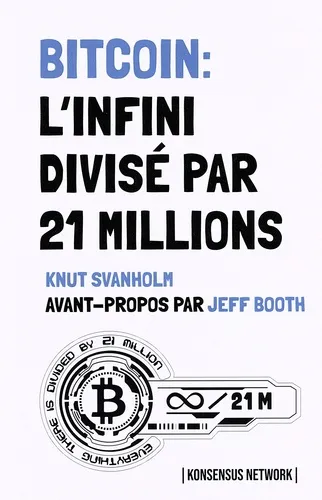 BITCOIN:
L'INFINI
DIVISÉ PAR
21 MILLIONS
KNUT SVANHOLM
AVANT-PROPOS PAR JEFF BOOTH
EVERYTHING THERE IS DIVIDED BY 21 MILLION
₿
∞/21 M
|KONSENSUS NETWORK|